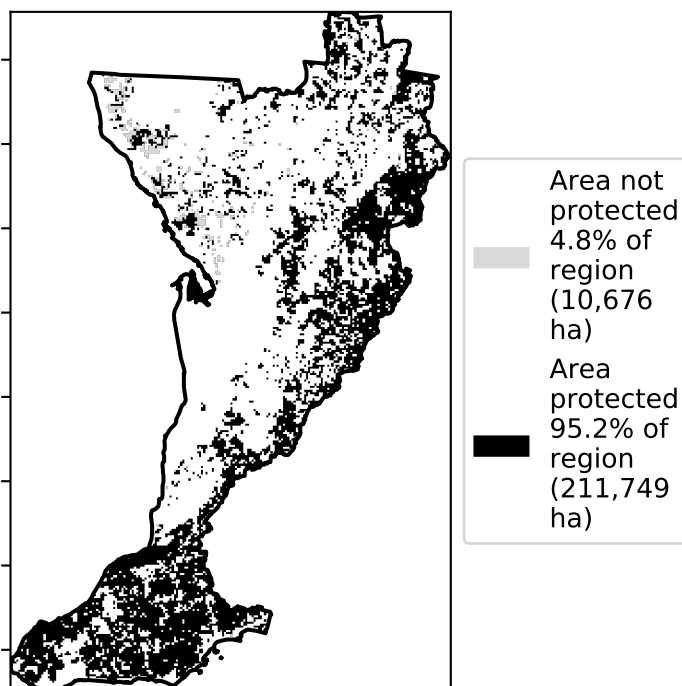 Area not
protected
4.8% of
region
(10,676
ha)
Area
protected
95.2% of
region
(211,749
ha)